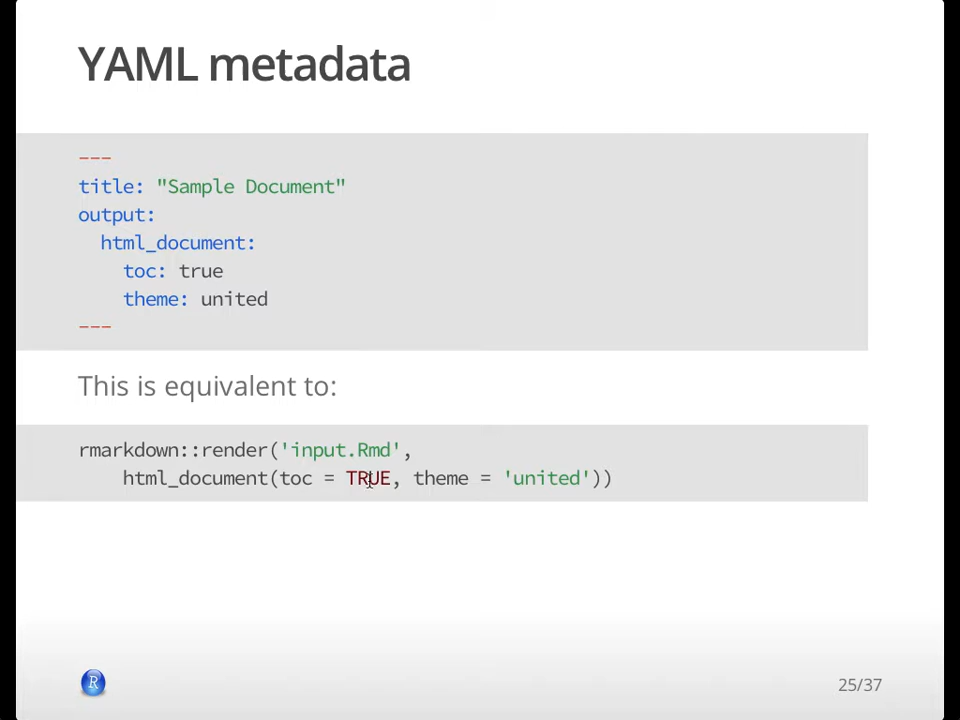 YAML metadata
---
title: "Sample Document"
output:
  html_document:
    toc: true
    theme: united
---
This is equivalent to:
rmarkdown::render('input.Rmd',
    html_document(toc = TRUE, theme = 'united'))
R
25/37